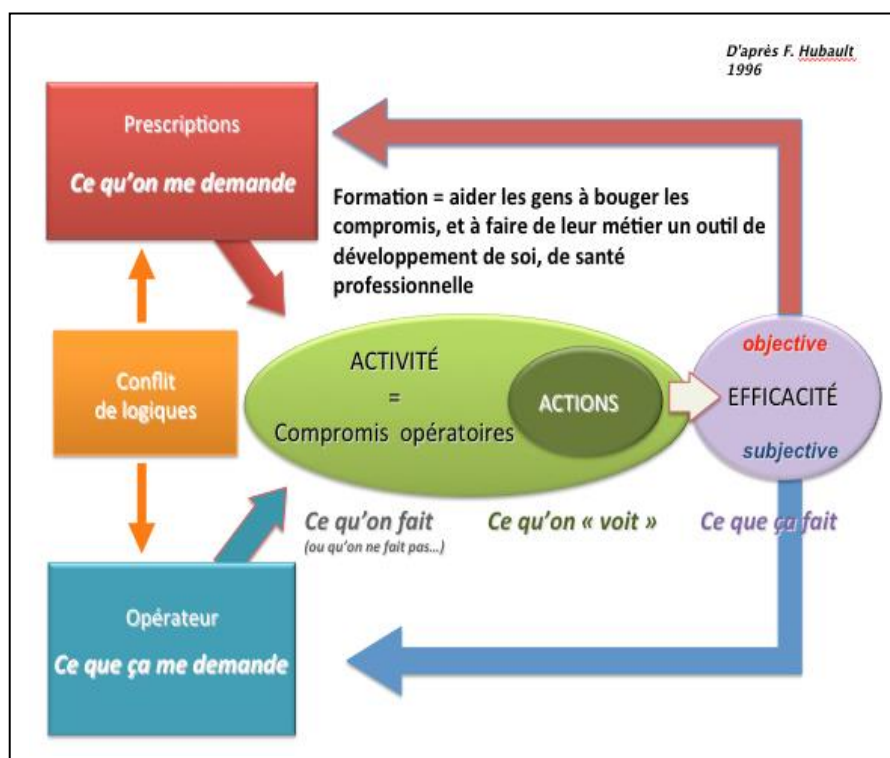 D'après F. Hubault
1996
Prescriptions
Ce qu'on me demande
Formation = aider les gens à bouger les
compromis, et à faire de leur métier un outil de
développement de soi, de santé
professionnelle
Conflit
de logiques
ACTIVITÉ
=
Compromis opératoires
ACTIONS
objective
EFFICACITÉ
subjective
Ce qu'on fait
(ou qu'on ne fait pas...)
Ce qu'on « voit »
Ce que ça fait
Opérateur
Ce que ça me demande